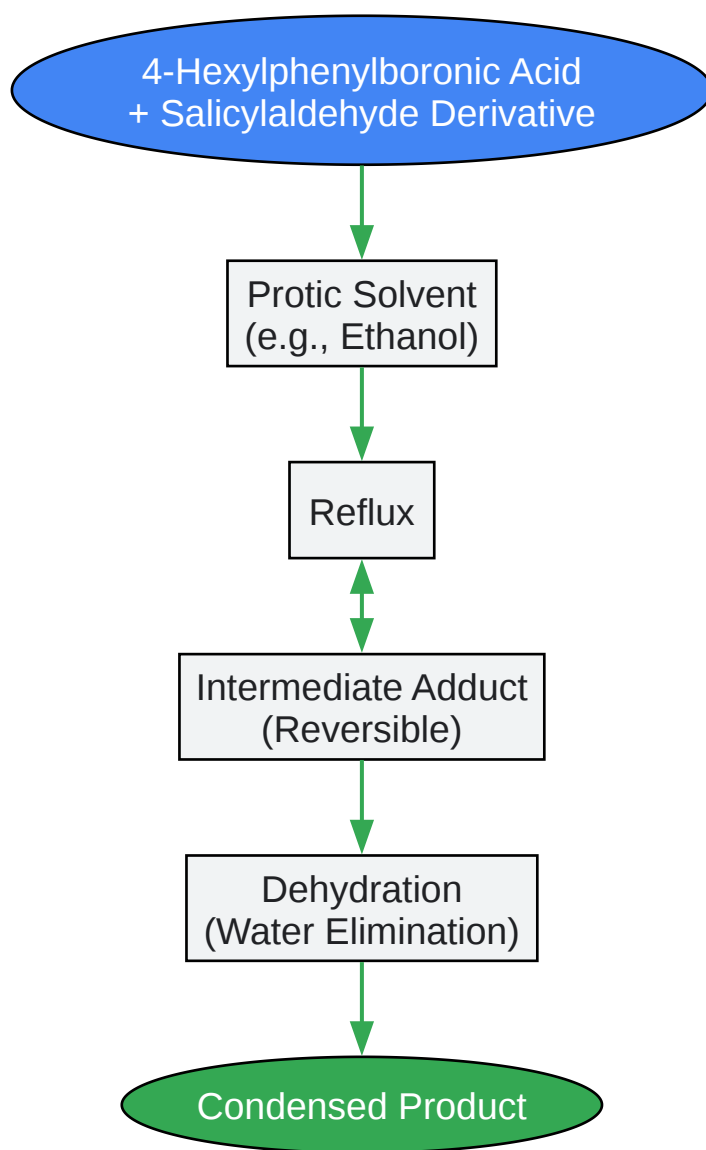 4-Hexylphenylboronic Acid
+ Salicylaldehyde Derivative
Protic Solvent
(e.g., Ethanol)
Reflux
Intermediate Adduct
(Reversible)
Dehydration
(Water Elimination)
Condensed Product